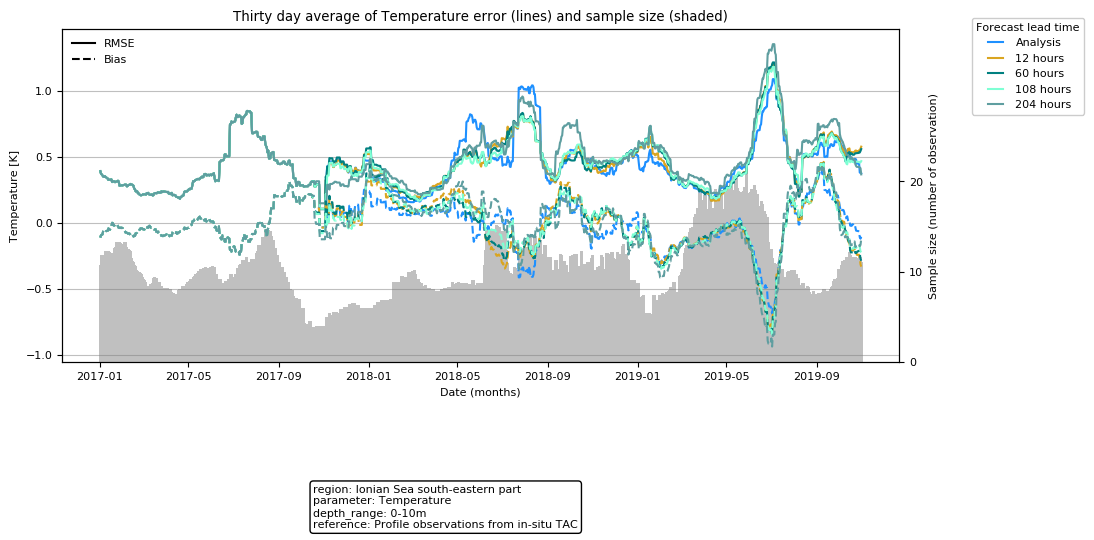 Thirty day average of Temperature error (lines) and sample size (shaded)
RMSE
Bias
Forecast lead time
Analysis
12 hours
60 hours
108 hours
204 hours
Temperature [K]
1.0
0.5
0.0
−0.5
−1.0
Sample size (number of observation)
20
10
0
2017-01 2017-05 2017-09 2018-01 2018-05 2018-09 2019-01 2019-05 2019-09
Date (months)
region: Ionian Sea south-eastern part
parameter: Temperature
depth_range: 0-10m
reference: Profile observations from in-situ TAC